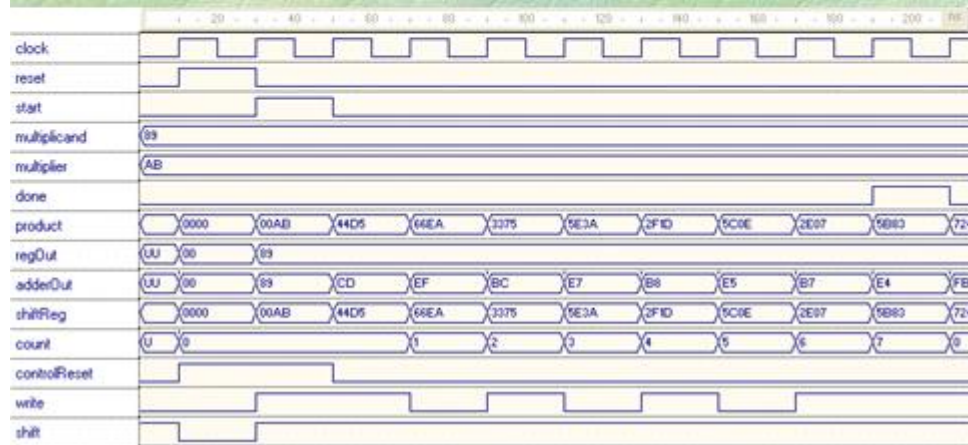 20 40 60 80 100 120 140 160 180 200
clock
reset
start
multiplicand 89
multiplier AB
done
product 0000 00AB 44D5 66EA 3375 5E3A 2F1D 5C0E 2E07 5B83 72
regOut UU 00 89
adderOut UU 00 89 CD EF BC E7 B8 E5 B7 E4 FB
shiftReg 0000 00AB 44D5 66EA 3375 5E3A 2F1D 5C0E 2E07 5B83 72
count U 0 1 2 3 4 5 6 7 0
controlReset
write
shift